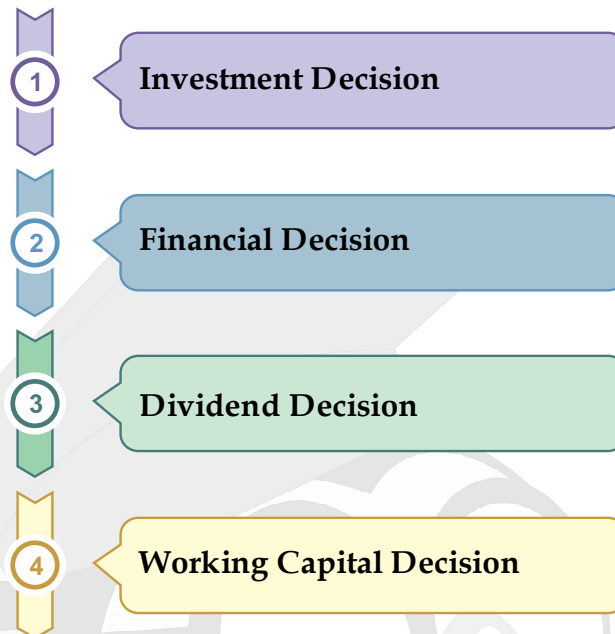 1
Investment Decision
2
Financial Decision
3
Dividend Decision
4
Working Capital Decision